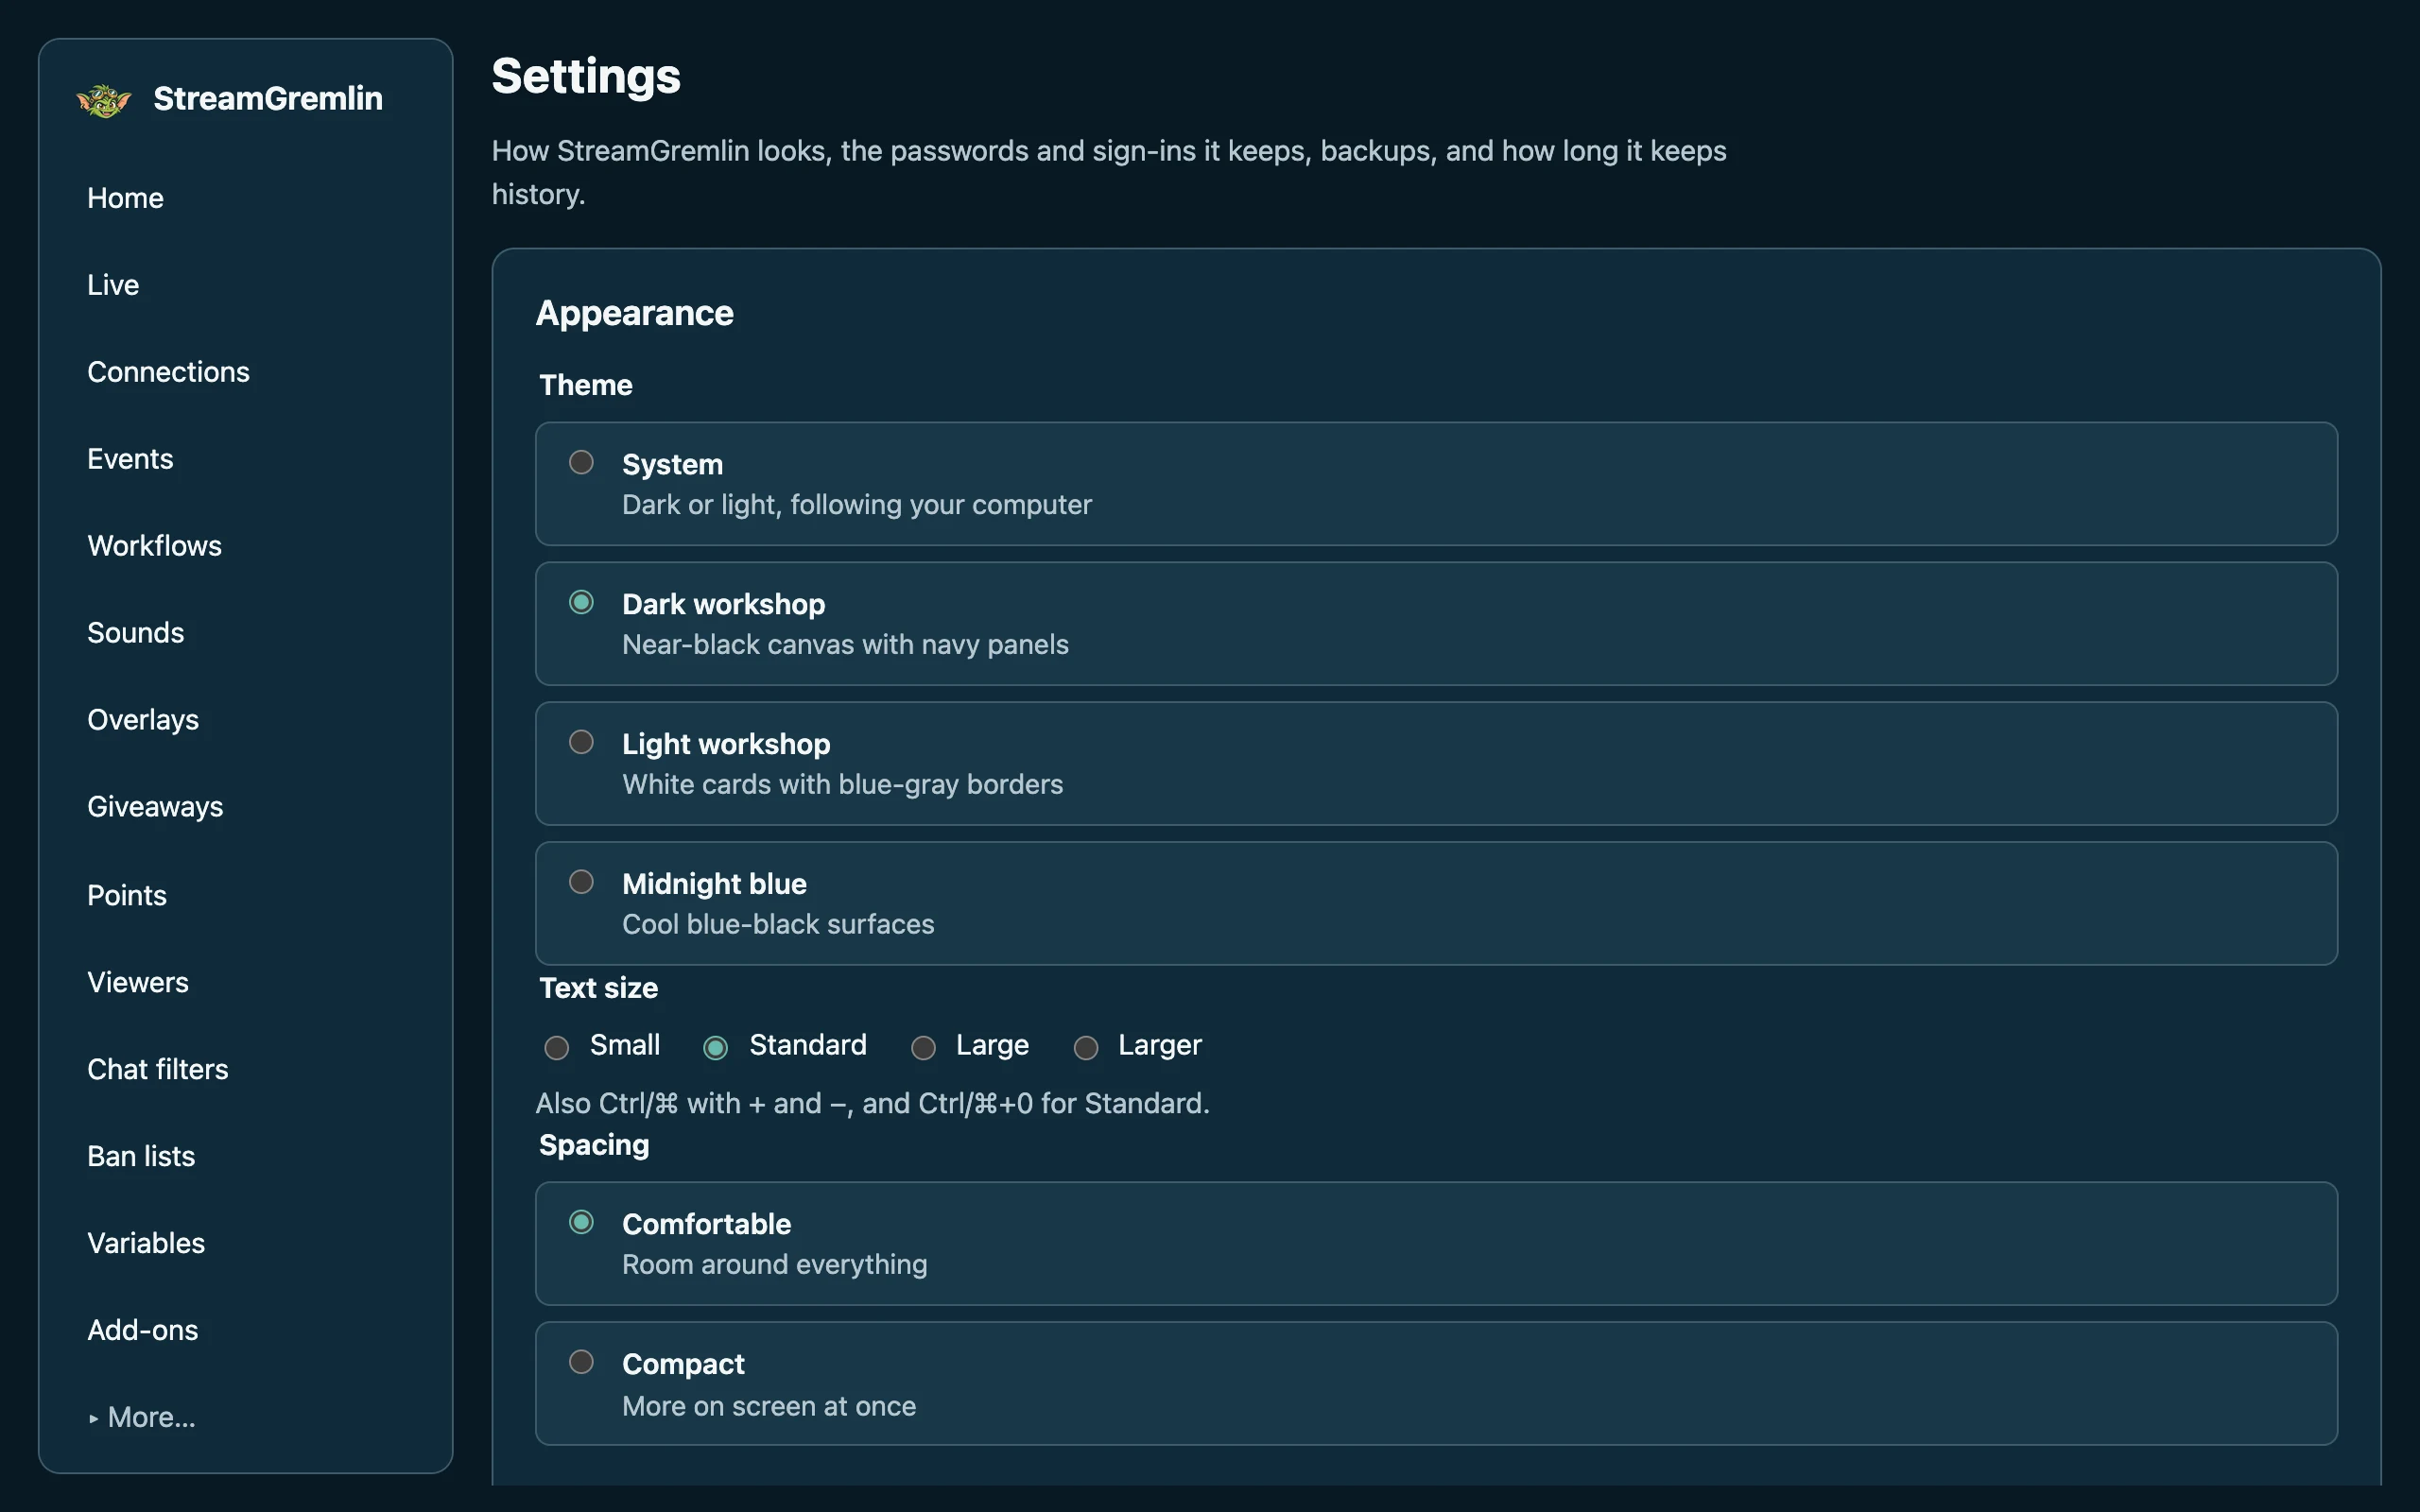 StreamGremlin
Home
Live
Connections
Events
Workflows
Sounds
Overlays
Giveaways
Points
Viewers
Chat filters
Ban lists
Variables
Add-ons
▸ More...
Settings
How StreamGremlin looks, the passwords and sign-ins it keeps, backups, and how long it keeps
history.
Appearance
Theme
System
Dark or light, following your computer
Dark workshop
Near-black canvas with navy panels
Light workshop
White cards with blue-gray borders
Midnight blue
Cool blue-black surfaces
Text size
Small Standard Large Larger
Also Ctrl/⌘ with + and –, and Ctrl/⌘+0 for Standard.
Spacing
Comfortable
Room around everything
Compact
More on screen at once